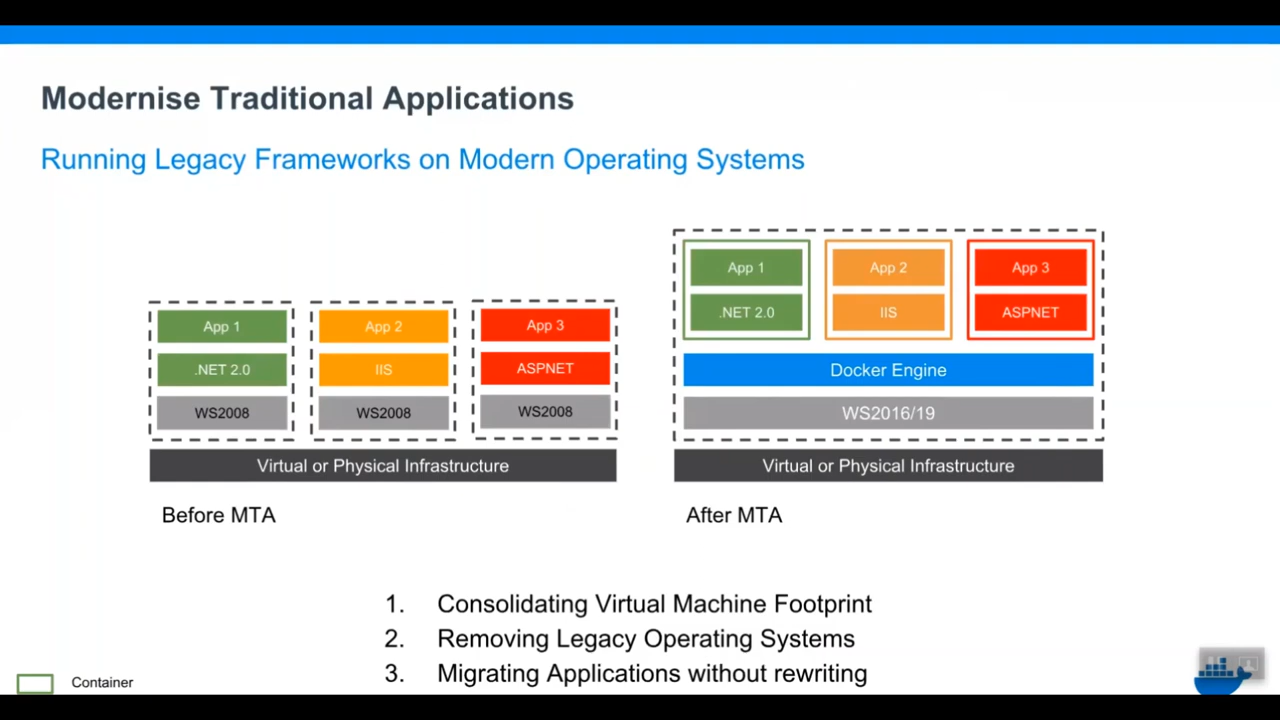 Modernise Traditional Applications
Running Legacy Frameworks on Modern Operating Systems
App 1
App 2
App 3
.NET 2.0
IIS
ASPNET
WS2008
WS2008
WS2008
Virtual or Physical Infrastructure
Before MTA
App 1
App 2
App 3
.NET 2.0
IIS
ASPNET
Docker Engine
WS2016/19
Virtual or Physical Infrastructure
After MTA
1. Consolidating Virtual Machine Footprint
2. Removing Legacy Operating Systems
3. Migrating Applications without rewriting
Container